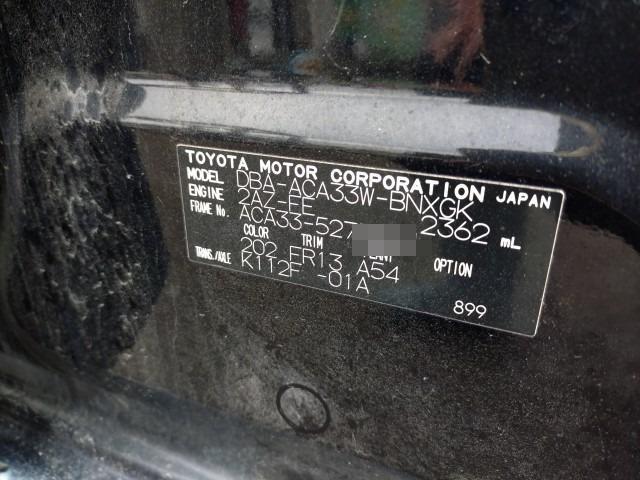 TOYOTA MOTOR CORPORATION JAPAN
MODEL DBA-ACA33W-BNXGK
ENGINE 2AZ-FE 2362 mL
FRAME No. ACA33-527
COLOR TRIM PLANT OPTION
202 FR13 A54
TRANS./AXLE K112F -01A
899